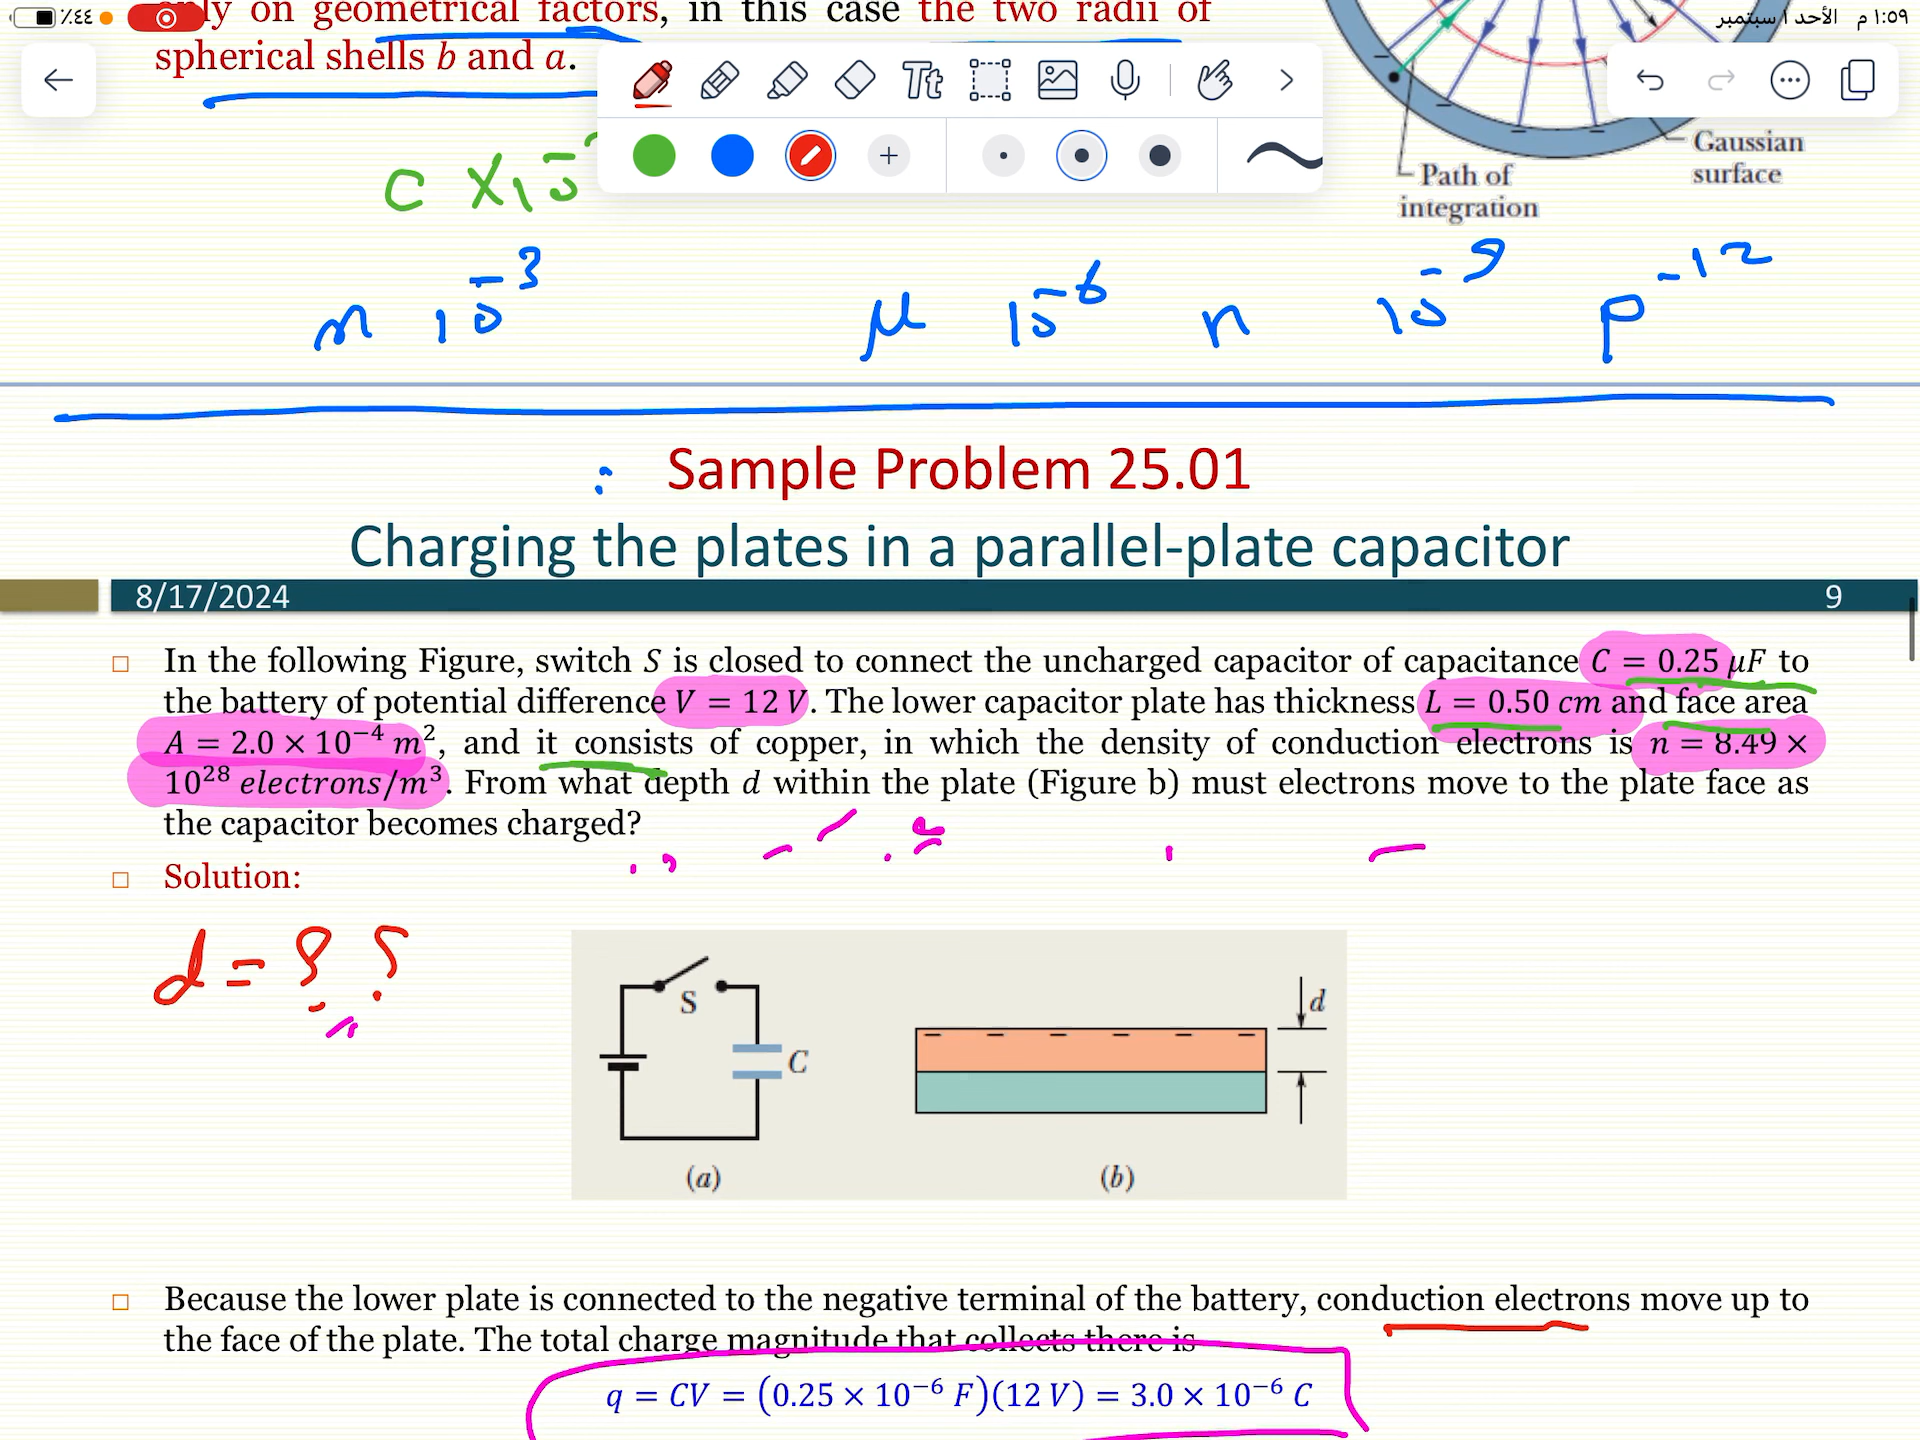 ٪٤٤
١:٥٩ م الأحد ١ سبتمبر
on geometrical factors, in this case the two radii of
spherical shells b and a.
Tt
Path of
integration
Gaussian
surface
C X10
m 10⁻³ μ 10⁻⁶ n 10⁻⁹ p⁻¹²
Sample Problem 25.01
Charging the plates in a parallel-plate capacitor
8/17/2024 9
In the following Figure, switch S is closed to connect the uncharged capacitor of capacitance C = 0.25 μF to
the battery of potential difference V = 12 V. The lower capacitor plate has thickness L = 0.50 cm and face area
A = 2.0 × 10⁻⁴ m², and it consists of copper, in which the density of conduction electrons is n = 8.49 ×
10²⁸ electrons/m³. From what depth d within the plate (Figure b) must electrons move to the plate face as
the capacitor becomes charged?
Solution:
d = ? ?
S
C
d
(a)
(b)
Because the lower plate is connected to the negative terminal of the battery, conduction electrons move up to
the face of the plate. The total charge magnitude that collects there is
q = CV = (0.25 × 10⁻⁶ F)(12 V) = 3.0 × 10⁻⁶ C